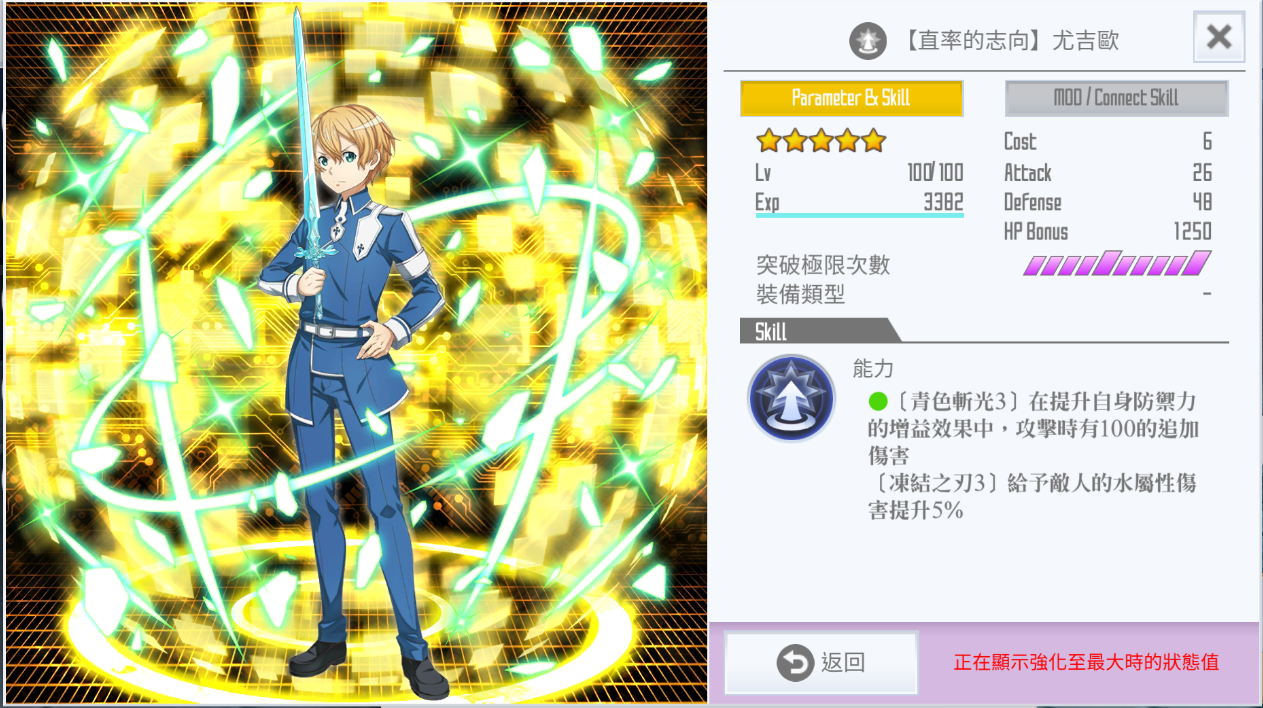 【直率的志向】尤吉歐
Parameter & Skill
MOD / Connect Skill
Lv 100/100
Exp 3382
Cost 6
Attack 26
Defense 48
HP Bonus 1250
突破極限次數
裝備類型 -
Skill
能力
〔青色斬光3〕在提升自身防禦力
的增益效果中，攻擊時有100的追加
傷害
〔凍結之刃3〕給予敵人的水屬性傷
害提升5%
返回
正在顯示強化至最大時的狀態值